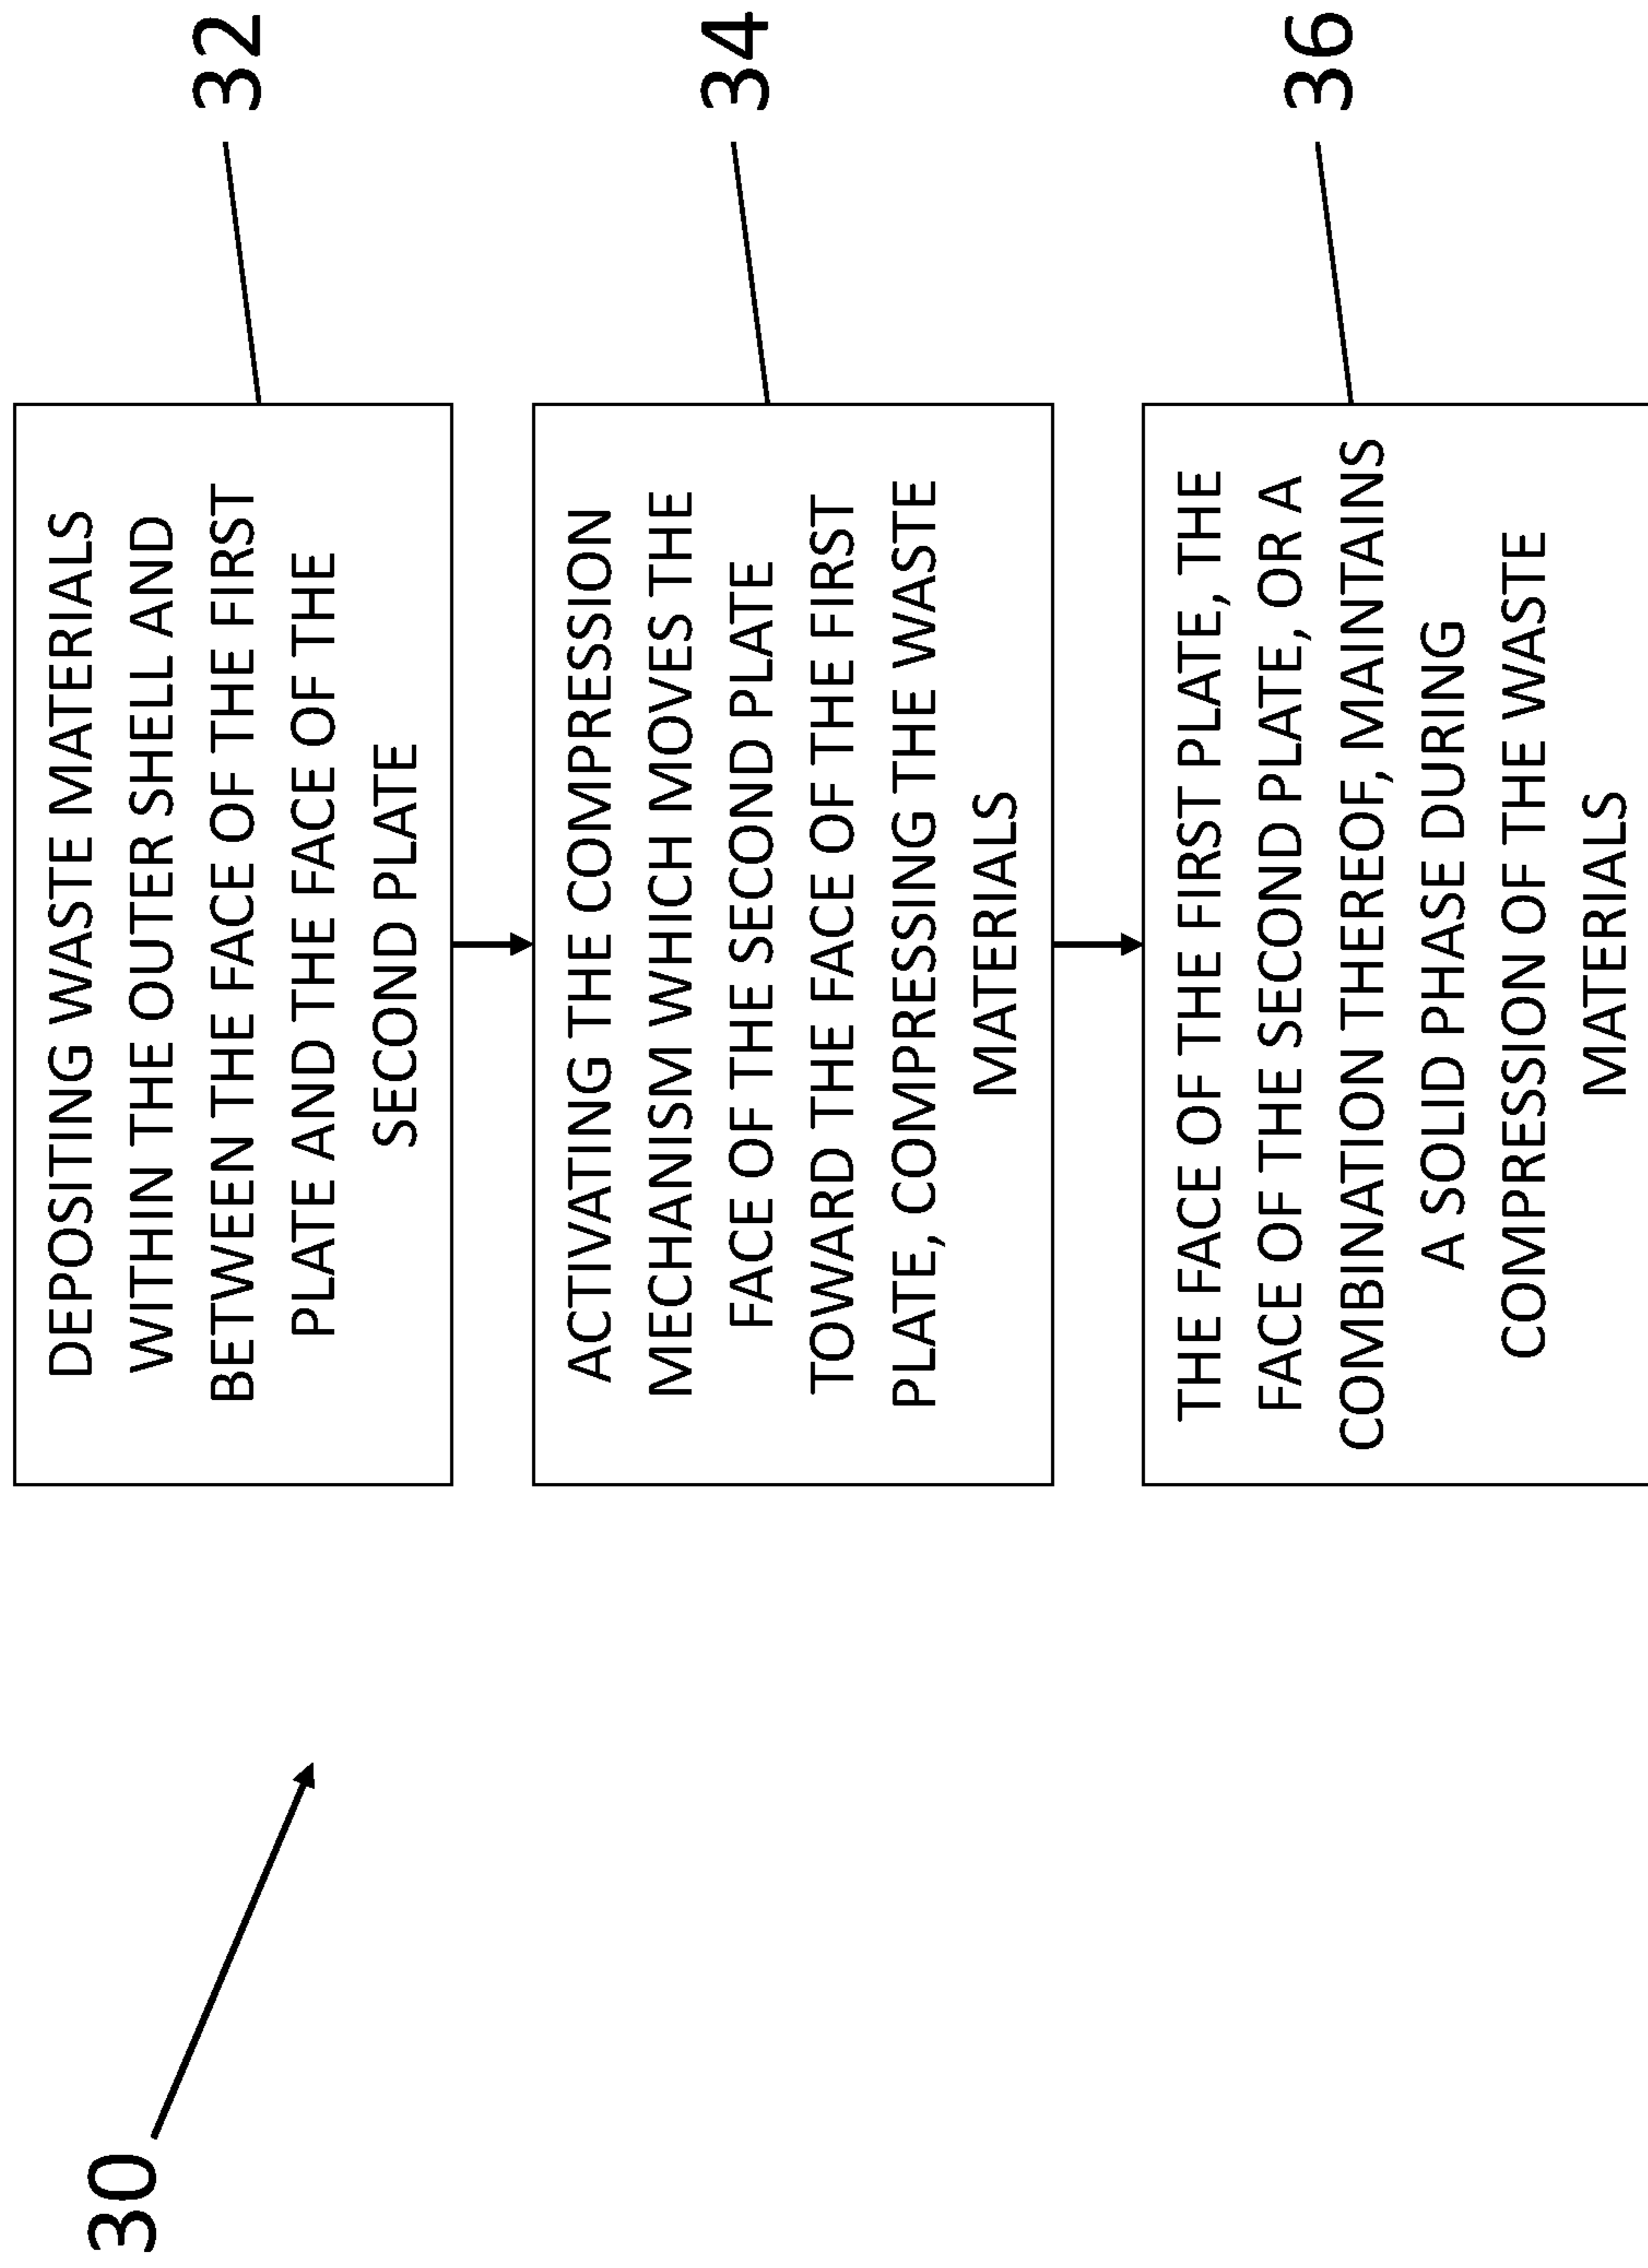 30
DEPOSITING WASTE MATERIALS
WITHIN THE OUTER SHELL AND
BETWEEN THE FACE OF THE FIRST
PLATE AND THE FACE OF THE
SECOND PLATE
32
ACTIVATING THE COMPRESSION
MECHANISM WHICH MOVES THE
FACE OF THE SECOND PLATE
TOWARD THE FACE OF THE FIRST
PLATE, COMPRESSING THE WASTE
MATERIALS
34
THE FACE OF THE FIRST PLATE, THE
FACE OF THE SECOND PLATE, OR A
COMBINATION THEREOF, MAINTAINS
A SOLID PHASE DURING
COMPRESSION OF THE WASTE
MATERIALS
36